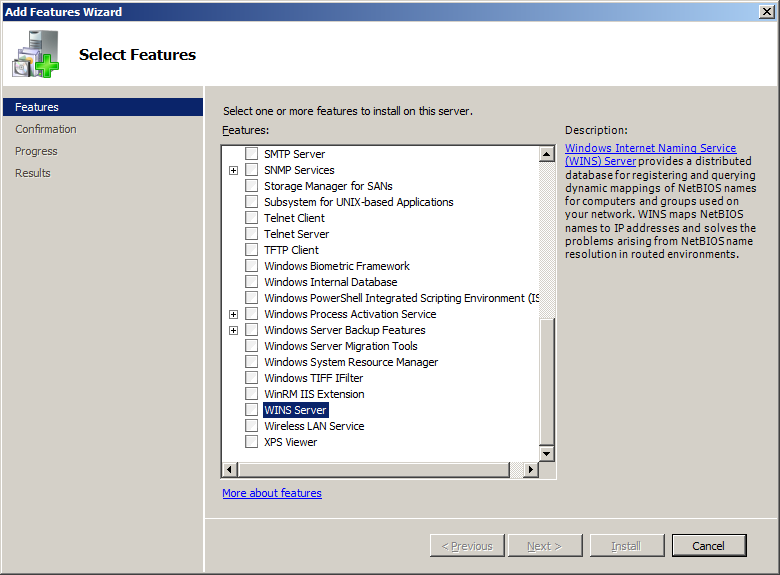 Add Features Wizard
Select Features
Features
Confirmation
Progress
Results
Select one or more features to install on this server.
Features:
SMTP Server
SNMP Services
Storage Manager for SANs
Subsystem for UNIX-based Applications
Telnet Client
Telnet Server
TFTP Client
Windows Biometric Framework
Windows Internal Database
Windows PowerShell Integrated Scripting Environment (IS
Windows Process Activation Service
Windows Server Backup Features
Windows Server Migration Tools
Windows System Resource Manager
Windows TIFF IFilter
WinRM IIS Extension
WINS Server
Wireless LAN Service
XPS Viewer
More about features
Description:
Windows Internet Naming Service
(WINS) Server provides a distributed
database for registering and querying
dynamic mappings of NetBIOS names
for computers and groups used on
your network. WINS maps NetBIOS
names to IP addresses and solves the
problems arising from NetBIOS name
resolution in routed environments.
< Previous
Next >
Install
Cancel